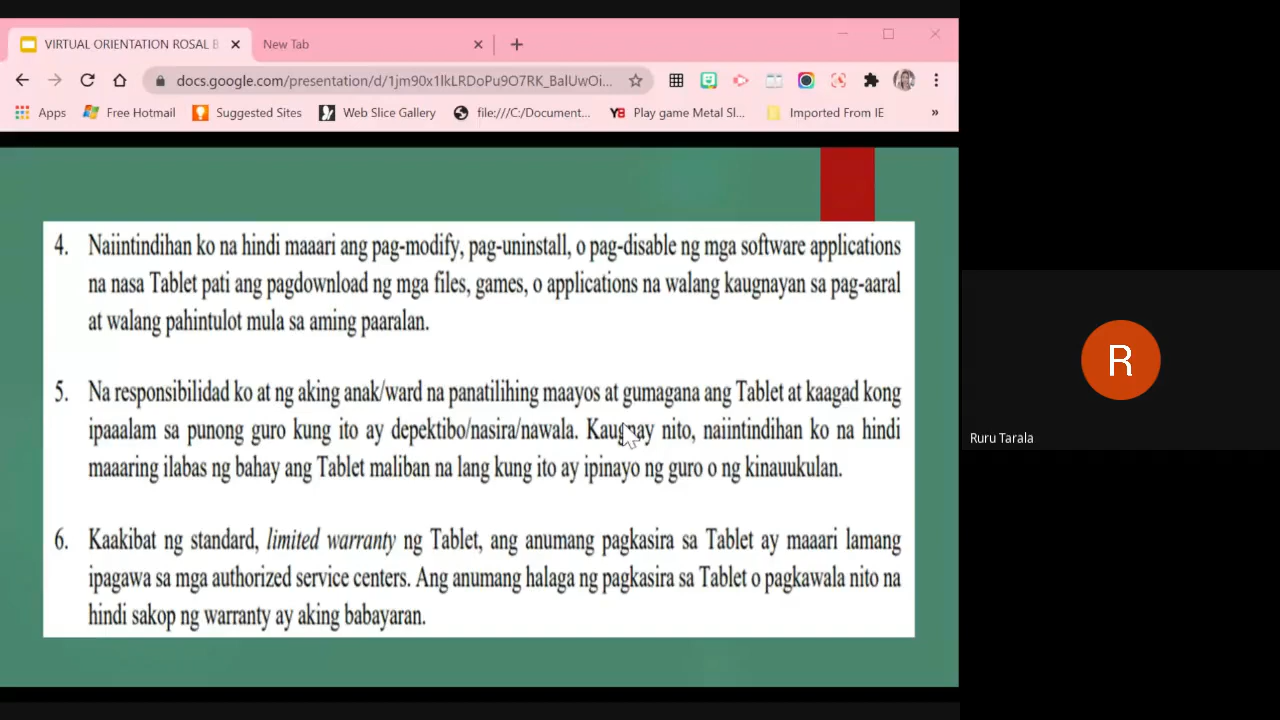 VIRTUAL ORIENTATION ROSAL B
New Tab
docs.google.com/presentation/d/1jm90x1lkLRDoPu9O7RK_BalUwOi...
Apps Free Hotmail Suggested Sites Web Slice Gallery file:///C:/Document... YB Play game Metal Sl... Imported From IE »
4. Naiintindihan ko na hindi maaari ang pag-modify, pag-uninstall, o pag-disable ng mga software applications
na nasa Tablet pati ang pagdownload ng mga files, games, o applications na walang kaugnayan sa pag-aaral
at walang pahintulot mula sa aming paaralan.
5. Na responsibilidad ko at ng aking anak/ward na panatilihing maayos at gumagana ang Tablet at kaagad kong
ipaaalam sa punong guro kung ito ay depektibo/nasira/nawala. Kaugnay nito, naiintindihan ko na hindi
maaaring ilabas ng bahay ang Tablet maliban na lang kung ito ay ipinayo ng guro o ng kinauukulan.
6. Kaakibat ng standard, limited warranty ng Tablet, ang anumang pagkasira sa Tablet ay maaari lamang
ipagawa sa mga authorized service centers. Ang anumang halaga ng pagkasira sa Tablet o pagkawala nito na
hindi sakop ng warranty ay aking babayaran.
R
Ruru Tarala